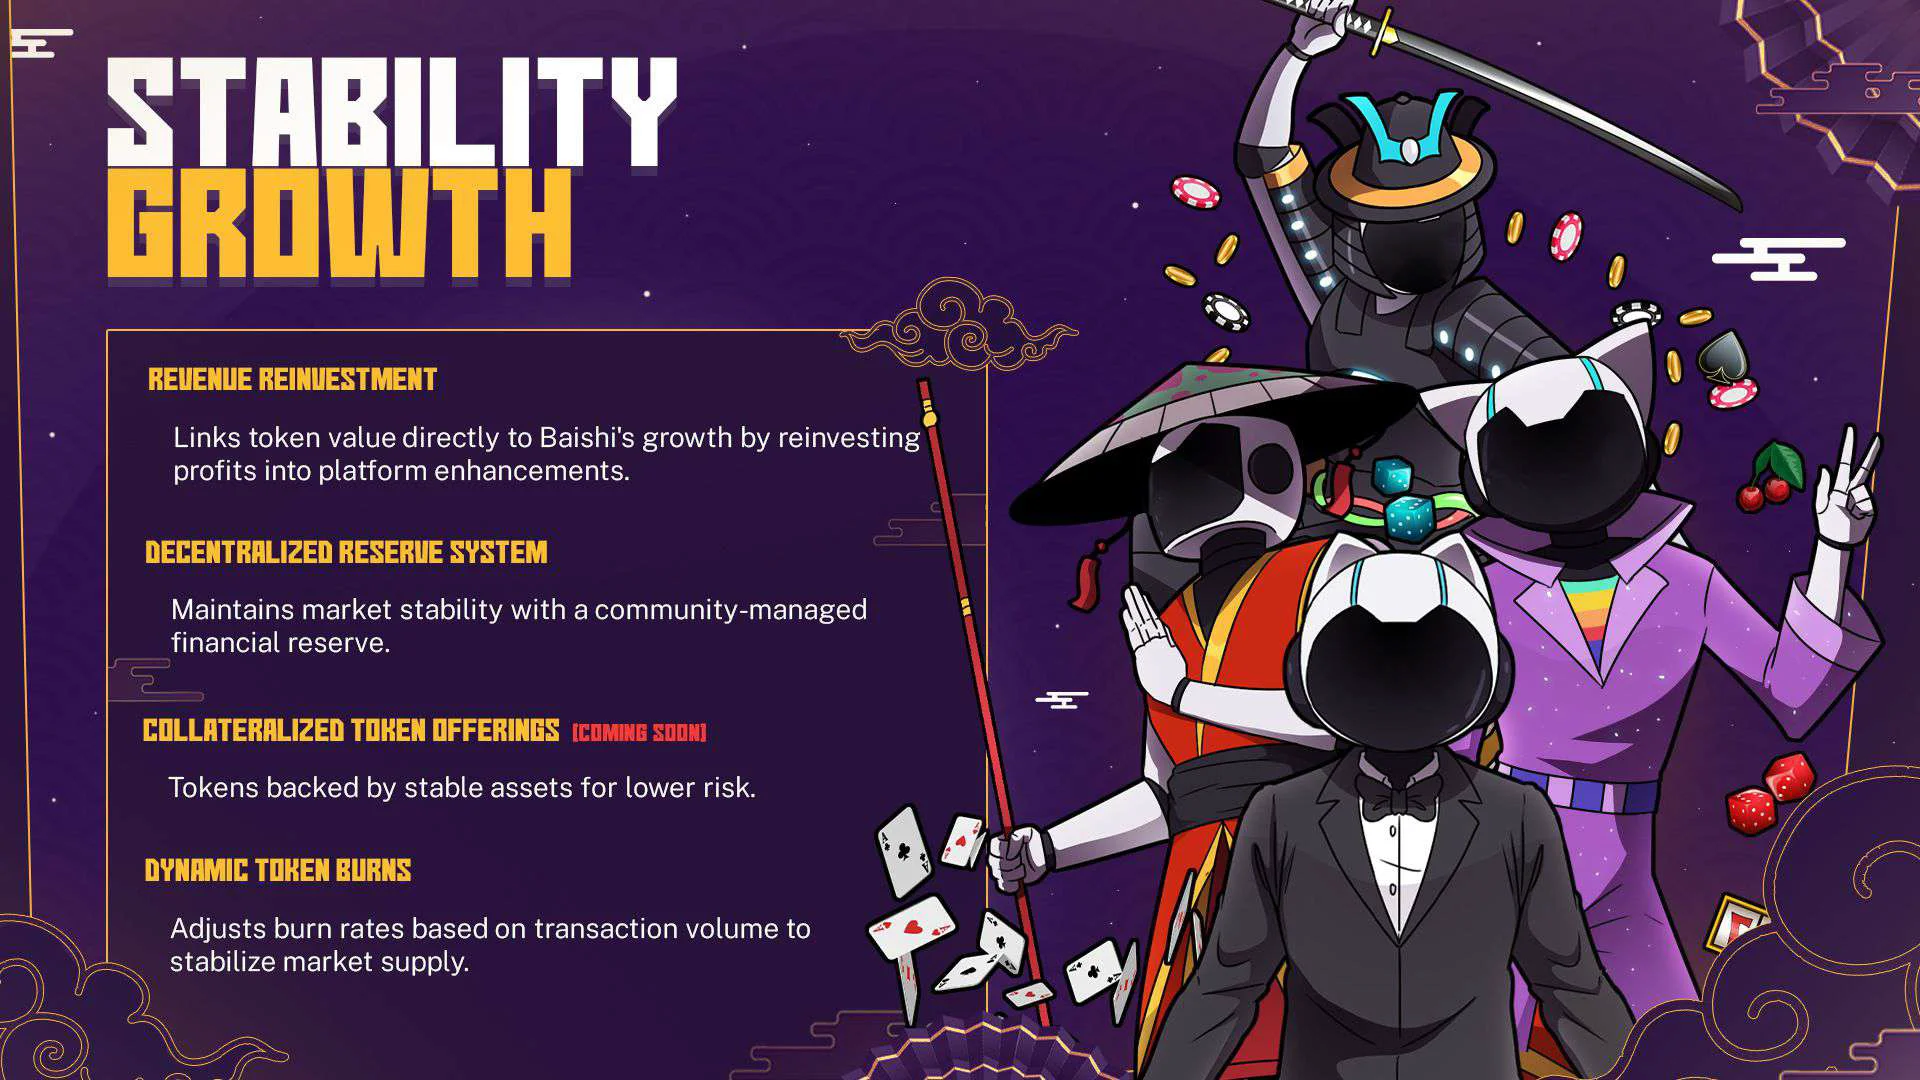 STABILITY
GROWTH
REVENUE REINVESTMENT
Links token value directly to Baishi's growth by reinvesting
profits into platform enhancements.
DECENTRALIZED RESERVE SYSTEM
Maintains market stability with a community-managed
financial reserve.
COLLATERALIZED TOKEN OFFERINGS [COMING SOON]
Tokens backed by stable assets for lower risk.
DYNAMIC TOKEN BURNS
Adjusts burn rates based on transaction volume to
stabilize market supply.